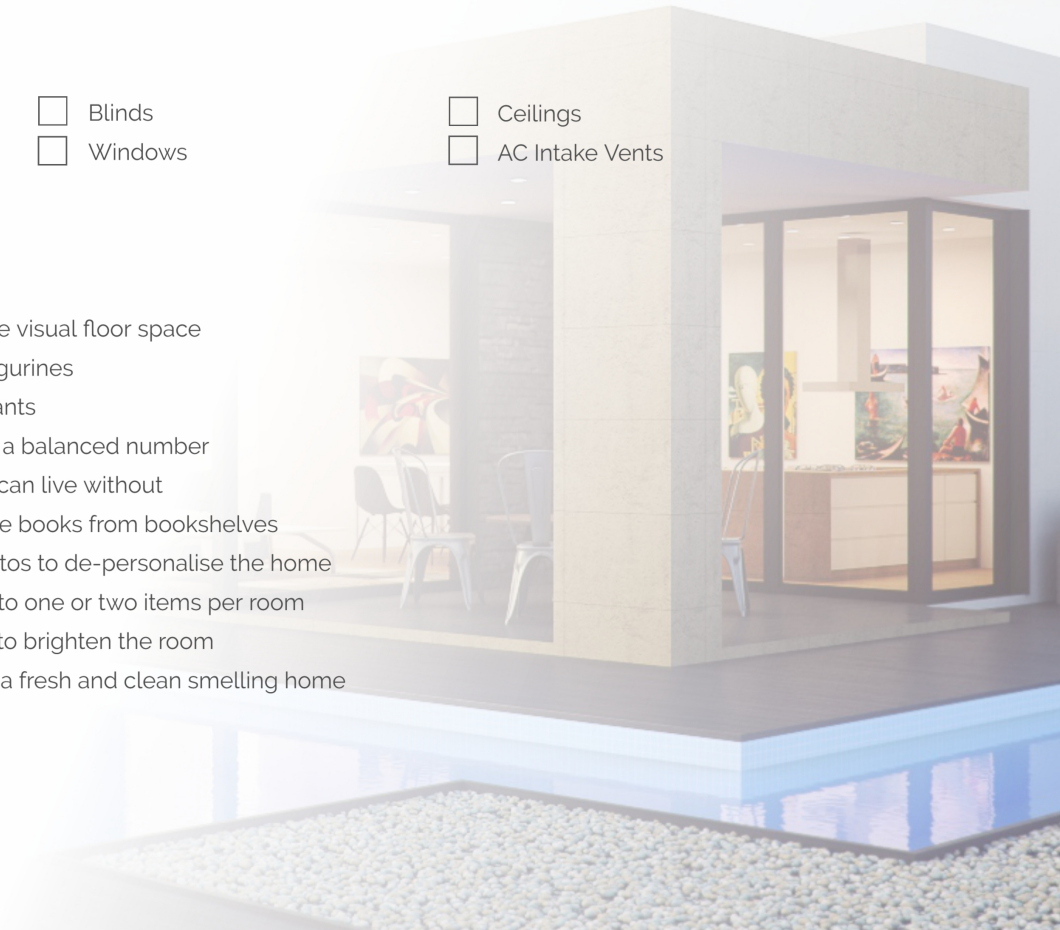 Blinds
Ceilings
Windows
AC Intake Vents
e visual floor space
gurines
ants
a balanced number
can live without
e books from bookshelves
tos to de-personalise the home
to one or two items per room
to brighten the room
a fresh and clean smelling home